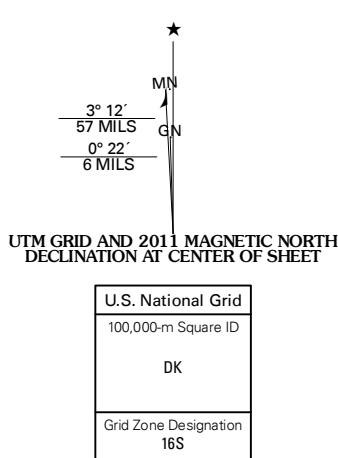 ★
MN
3° 12´
57 MILS
GN
0° 22´
6 MILS
UTM GRID AND 2011 MAGNETIC NORTH
DECLINATION AT CENTER OF SHEET
U.S. National Grid
100,000-m Square ID
DK
Grid Zone Designation
16S